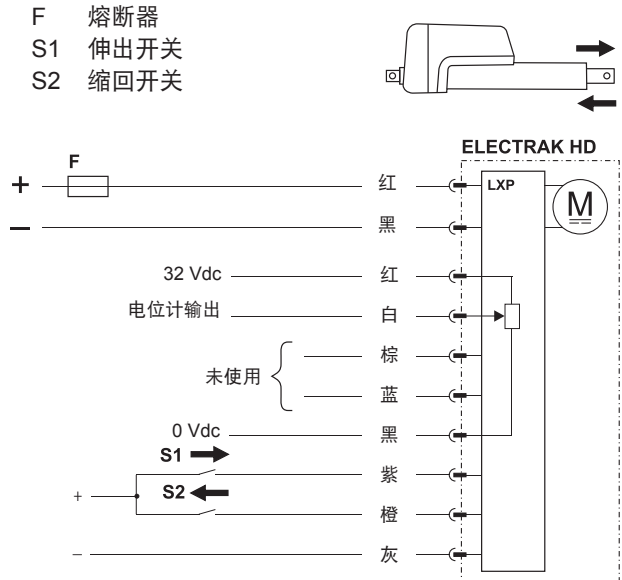 F 熔断器
S1 伸出开关
S2 缩回开关
ELECTRAK HD
F
+ 红 LXP
M
− 黑
32 Vdc 红
电位计输出 白
棕
未使用
蓝
0 Vdc 黑
S1
紫
+ S2
橙
− 灰